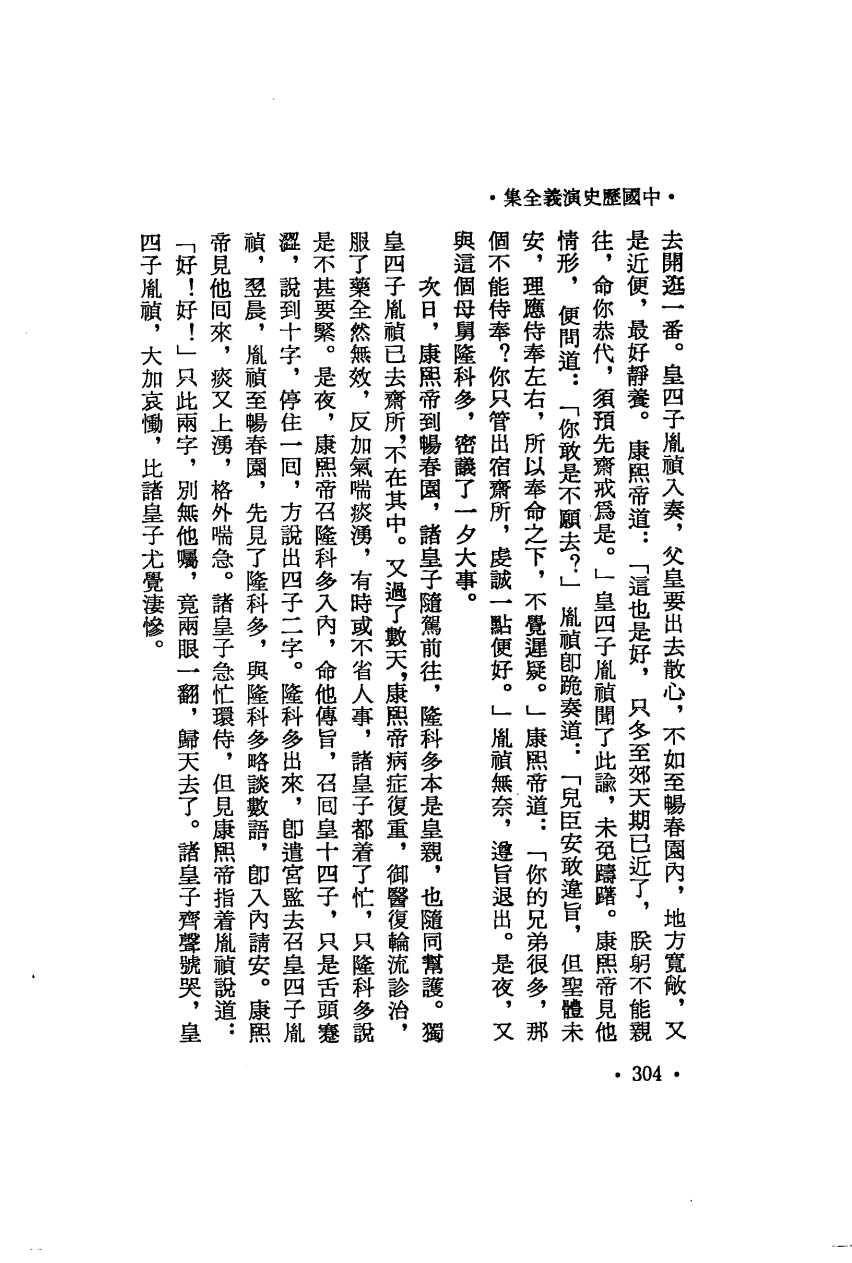 •中國歷史演義全集•
去開逛一番。皇四子胤禎入奏，父皇要出去散心，不如至暢春園內，地方寬敞，又
是近便，最好靜養。康熙帝道：「這也是好，只冬至郊天期已近了，朕躬不能親
往，命你恭代，須預先齋戒爲是。」皇四子胤禎聞了此諭，未免躊躇。康熙帝見他
情形，便問道：「你敢是不願去？」胤禎卽跪奏道：「兒臣安敢違旨，但聖體未
安，理應侍奉左右，所以奉命之下，不覺遲疑。」康熙帝道：「你的兄弟很多，那
個不能侍奉？你只管出宿齋所，虔誠一點便好。」胤禎無奈，遵旨退出。是夜，又
與這個母舅隆科多，密議了一夕大事。
次日，康熙帝到暢春園，諸皇子隨駕前往，隆科多本是皇親，也隨同幫護。獨
皇四子胤禎已去齋所，不在其中。又過了數天，康熙帝病症復重，御醫復輪流診治，
服了藥全然無效，反加氣喘痰湧，有時或不省人事，諸皇子都着了忙，只隆科多說
是不甚要緊。是夜，康熙帝召隆科多入內，命他傳旨，召回皇十四子，只是舌頭蹇
澀，說到十字，停住一回，方說出四子二字。隆科多出來，卽遣宮監去召皇四子胤
禎，翌晨，胤禎至暢春園，先見了隆科多，與隆科多略談數語，卽入內請安。康熙
帝見他回來，痰又上湧，格外喘急。諸皇子急忙環侍，但見康熙帝指着胤禎說道：
「好！好！」只此兩字，別無他囑，竟兩眼一翻，歸天去了。諸皇子齊聲號哭，皇
四子胤禎，大加哀慟，比諸皇子尤覺淒慘。
•304•